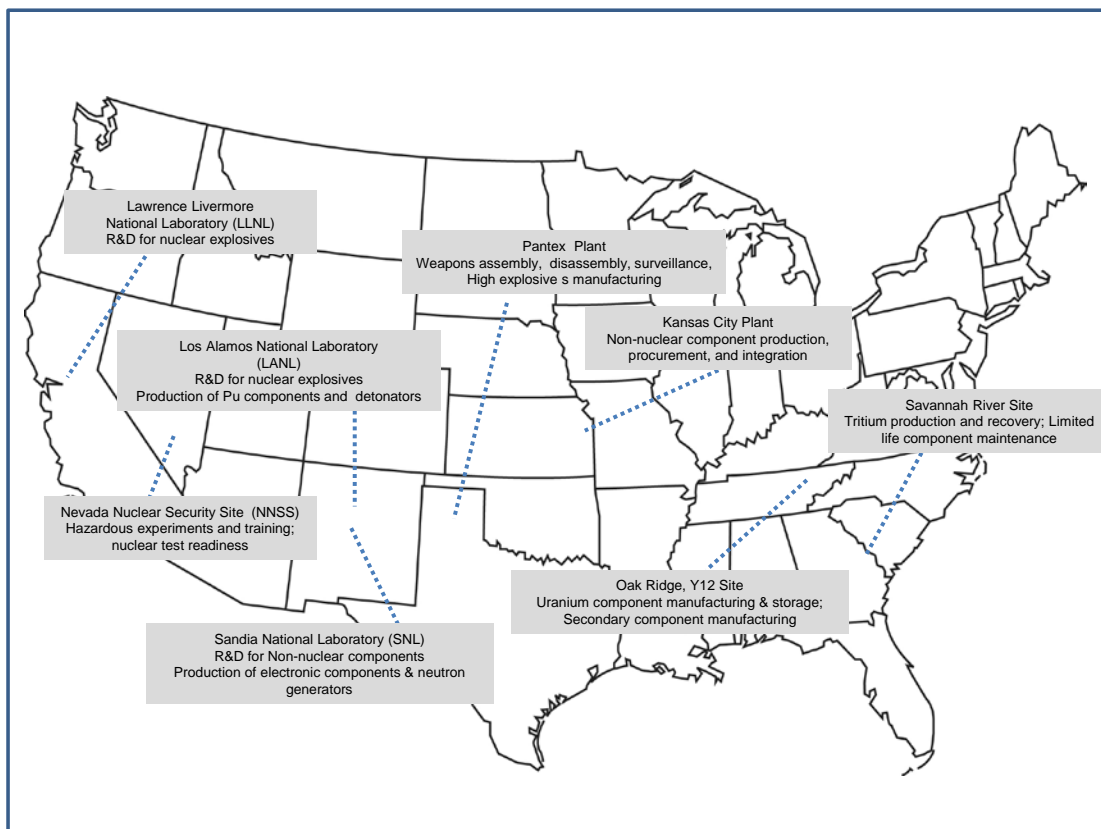 Lawrence Livermore
National Laboratory (LLNL)
R&D for nuclear explosives
Pantex Plant
Weapons assembly, disassembly, surveillance,
High explosive s manufacturing
Kansas City Plant
Non-nuclear component production,
procurement, and integration
Los Alamos National Laboratory
(LANL)
R&D for nuclear explosives
Production of Pu components and detonators
Savannah River Site
Tritium production and recovery; Limited
life component maintenance
Nevada Nuclear Security Site (NNSS)
Hazardous experiments and training;
nuclear test readiness
Oak Ridge, Y12 Site
Uranium component manufacturing & storage;
Secondary component manufacturing
Sandia National Laboratory (SNL)
R&D for Non-nuclear components
Production of electronic components & neutron
generators